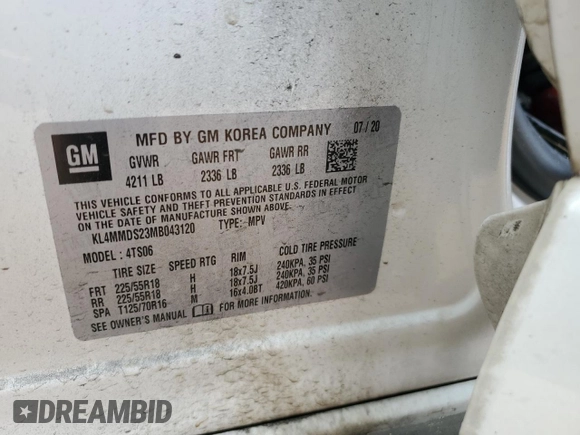 GM
MFD BY GM KOREA COMPANY 07/20
GVWR GAWR FRT GAWR RR
4211 LB 2336 LB 2336 LB
THIS VEHICLE CONFORMS TO ALL APPLICABLE U.S. FEDERAL MOTOR
VEHICLE SAFETY AND THEFT PREVENTION STANDARDS IN EFFECT
ON THE DATE OF MANUFACTURE SHOWN ABOVE.
KL4MMDS23MB043120 TYPE: MPV
MODEL: 4TS06
TIRE SIZE SPEED RTG RIM COLD TIRE PRESSURE
FRT 225/55R18 H 18x7.5J 240KPA, 35 PSI
RR 225/55R18 H 18x7.5J 240KPA, 35 PSI
SPA T125/70R16 M 16x4.0BT 420KPA, 60 PSI
SEE OWNER'S MANUAL FOR MORE INFORMATION.
DREAMBID